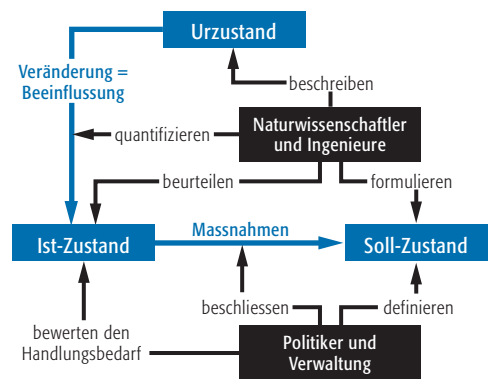 Urzustand
Veränderung =
Beeinflussung
beschreiben
Naturwissenschaftler
und Ingenieure
quantifizieren
beurteilen
formulieren
Ist-Zustand
Massnahmen
Soll-Zustand
beschliessen
definieren
bewerten den
Handlungsbedarf
Politiker und
Verwaltung